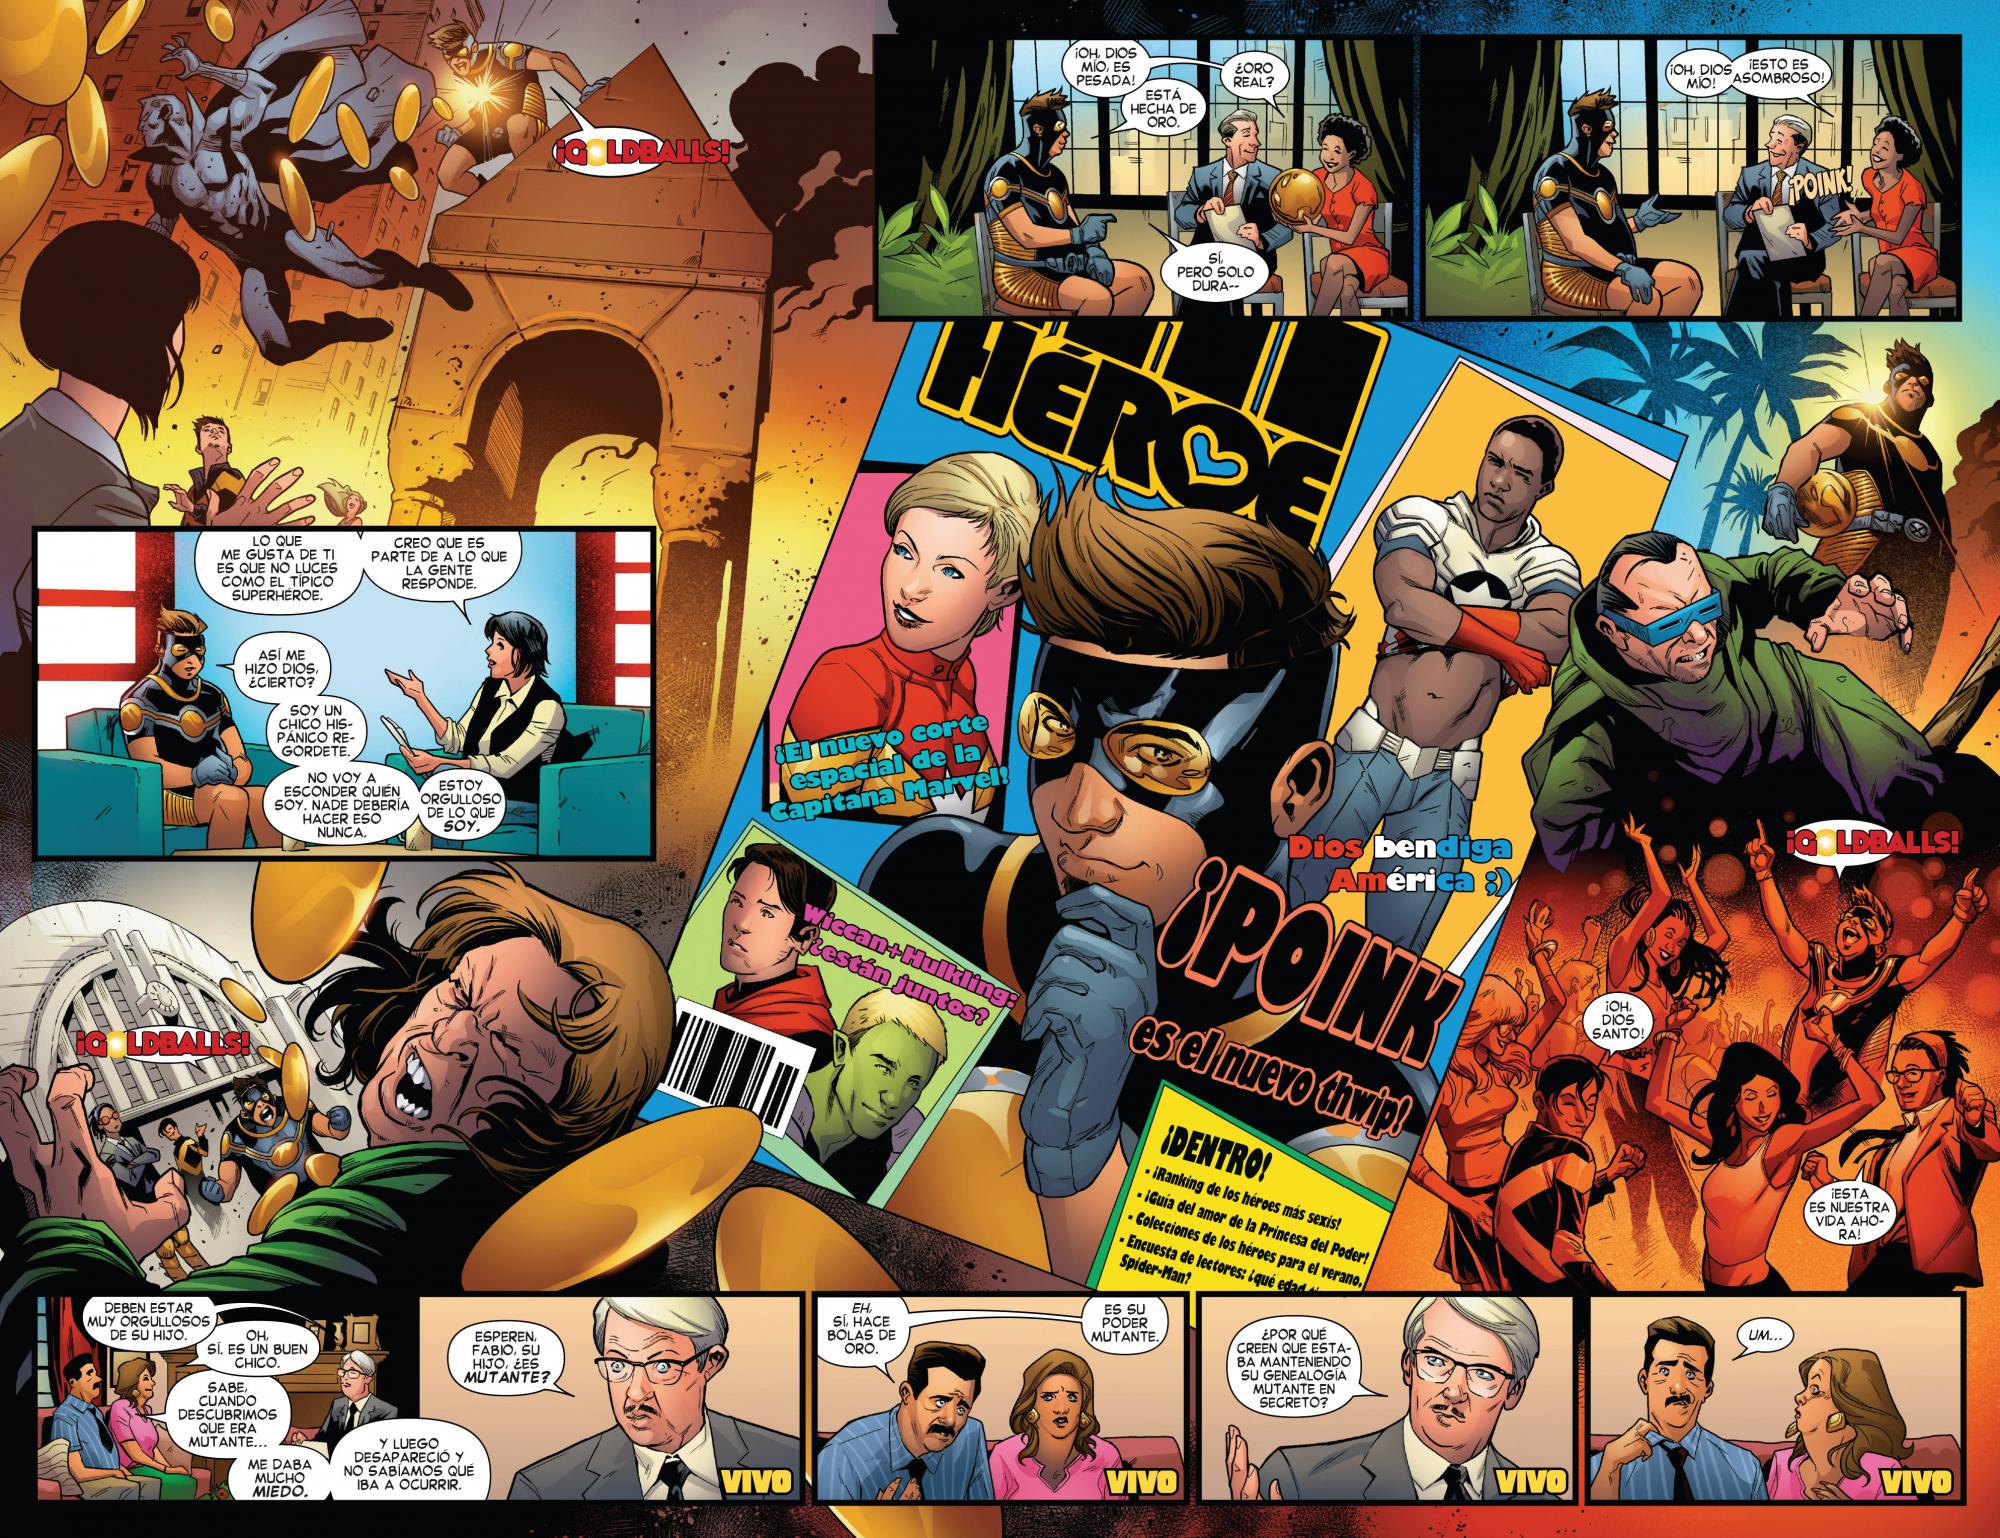 ¡GOLDBALLS!
¡OH, DIOS
MÍO, ES
PESADA!
¿ORO
REAL?
ESTÁ
HECHA DE
ORO.
SÍ,
PERO SOLO
DURA--
¡OH, DIOS
MÍO!
¡ESTO ES
ASOMBROSO!
¡POINK!
LO QUE
ME GUSTA DE TI
ES QUE NO LUCES
COMO EL TÍPICO
SUPERHÉROE.
CREO QUE ES
PARTE DE A LO QUE
LA GENTE
RESPONDE.
ASÍ ME
HIZO DIOS,
¿CIERTO?
SOY UN
CHICO HIS-
PÁNICO RE-
GORDETE.
NO VOY A
ESCONDER QUIÉN
SOY. NADE DEBERÍA
HACER ESO
NUNCA.
ESTOY
ORGULLOSO
DE LO QUE
SOY.
HÉROE
¡El nuevo corte
espacial de la
Capitana Marvel!
Dios bendiga
América ;)
Wiccan+Hulkling:
¿están juntos?
¡POINK
es el nuevo thwip!
¡DENTRO!
- ¡Ranking de los héroes más sexis!
- ¡Guía del amor de la Princesa del Poder!
- Colecciones de los héroes para el verano.
- Encuesta de lectores: ¿qué edad
Spider-Man?
¡GOLDBALLS!
¡GOLDBALLS!
¡OH,
DIOS
SANTO!
¡ESTA
ES NUESTRA
VIDA AHO-
RA!
DEBEN ESTAR
MUY ORGULLOSOS
DE SU HIJO.
OH,
SÍ. ES UN BUEN
CHICO.
SABE,
CUANDO
DESCUBRIMOS
QUE ERA
MUTANTE...
ME DABA
MUCHO
MIEDO.
Y LUEGO
DESAPARECIÓ Y
NO SABÍAMOS QUÉ
IBA A OCURRIR.
ESPEREN,
FABIO, SU
HIJO, ¿ES
MUTANTE?
VIVO
EH,
SÍ, HACE
BOLAS DE
ORO.
ES SU
PODER
MUTANTE.
VIVO
¿POR QUÉ
CREEN QUE ESTA-
BA MANTENIENDO
SU GENEALOGÍA
MUTANTE EN
SECRETO?
VIVO
UM...
VIVO